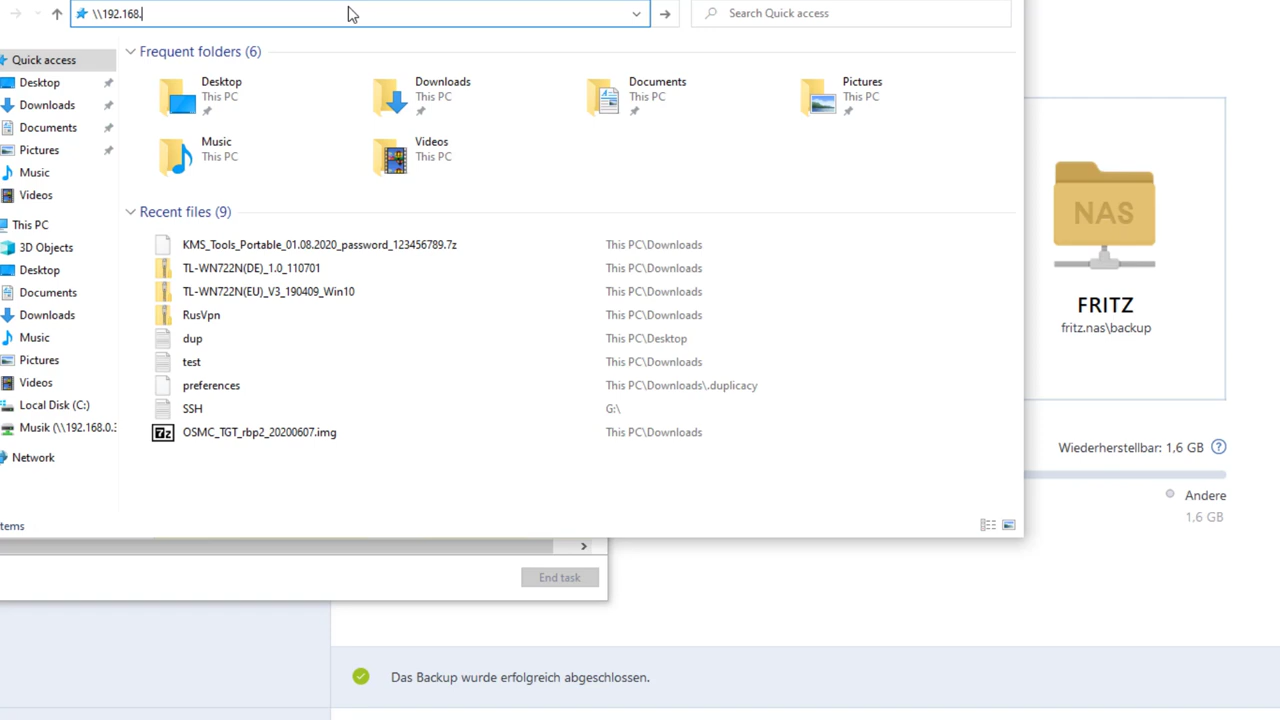 \\192.168.
Search Quick access
Quick access
Desktop
Downloads
Documents
Pictures
Music
Videos
This PC
3D Objects
Desktop
Documents
Downloads
Music
Pictures
Videos
Local Disk (C:)
Musik (\\192.168.0.3
Network
Frequent folders (6)
Desktop
This PC
Downloads
This PC
Documents
This PC
Pictures
This PC
Music
This PC
Videos
This PC
Recent files (9)
KMS_Tools_Portable_01.08.2020_password_123456789.7z This PC\Downloads
TL-WN722N(DE)_1.0_110701 This PC\Downloads
TL-WN722N(EU)_V3_190409_Win10 This PC\Downloads
RusVpn This PC\Downloads
dup This PC\Desktop
test This PC\Downloads
preferences This PC\Downloads\.duplicacy
SSH G:\
OSMC_TGT_rbp2_20200607.img This PC\Downloads
tems
End task
NAS
FRITZ
fritz.nas\backup
Wiederherstellbar: 1,6 GB ?
Andere
1,6 GB
Das Backup wurde erfolgreich abgeschlossen.